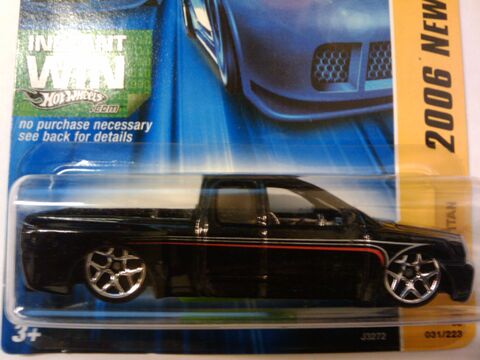 INSTANT
WIN
HOT WHEELS
.com
no purchase necessary
see back for details
2006 NEW
TITAN
3+
J3272
031/223